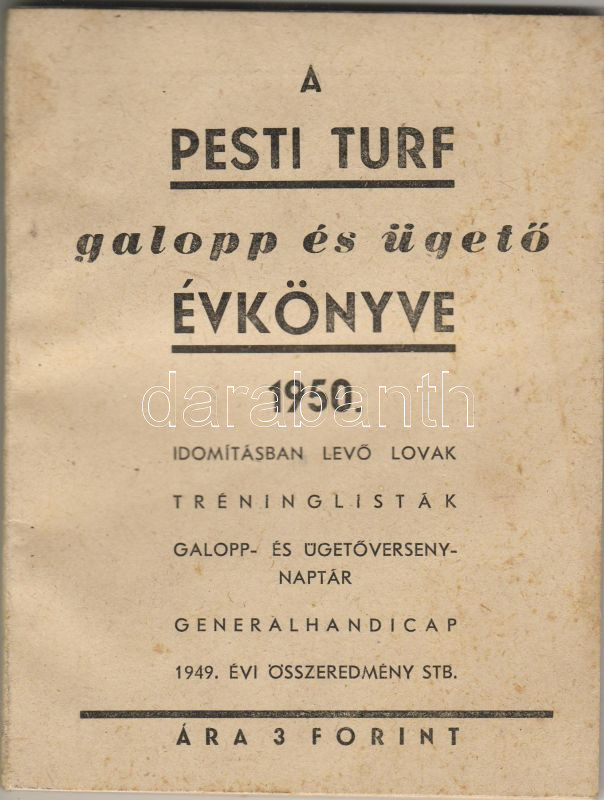 A
PESTI TURF
galopp és ügető
ÉVKÖNYVE
1950.
darabanth
IDOMÍTÁSBAN LEVŐ LOVAK
TRÉNINGLISTÁK
GALOPP- ÉS ÜGETŐVERSENY-
NAPTÁR
GENERALHANDICAP
1949. ÉVI ÖSSZEREDMÉNY STB.
ÁRA 3 FORINT